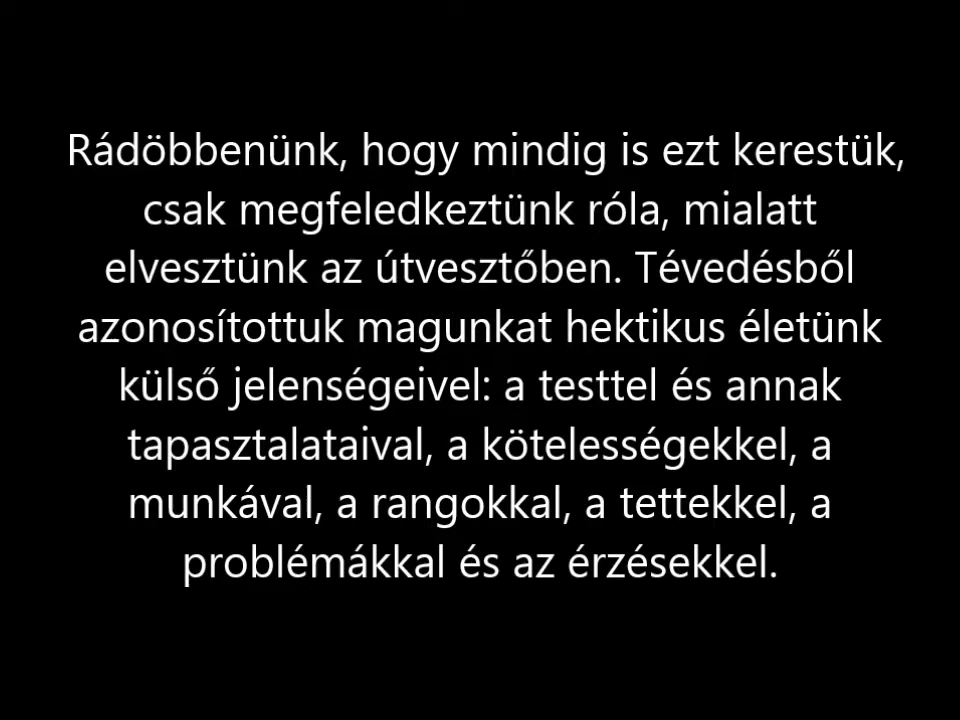 Rádöbbenünk, hogy mindig is ezt kerestük,
csak megfeledkeztünk róla, mialatt
elvesztünk az útvesztőben. Tévedésből
azonosítottuk magunkat hektikus életünk
külső jelenségeivel: a testtel és annak
tapasztalataival, a kötelességekkel, a
munkával, a rangokkal, a tettekkel, a
problémákkal és az érzésekkel.